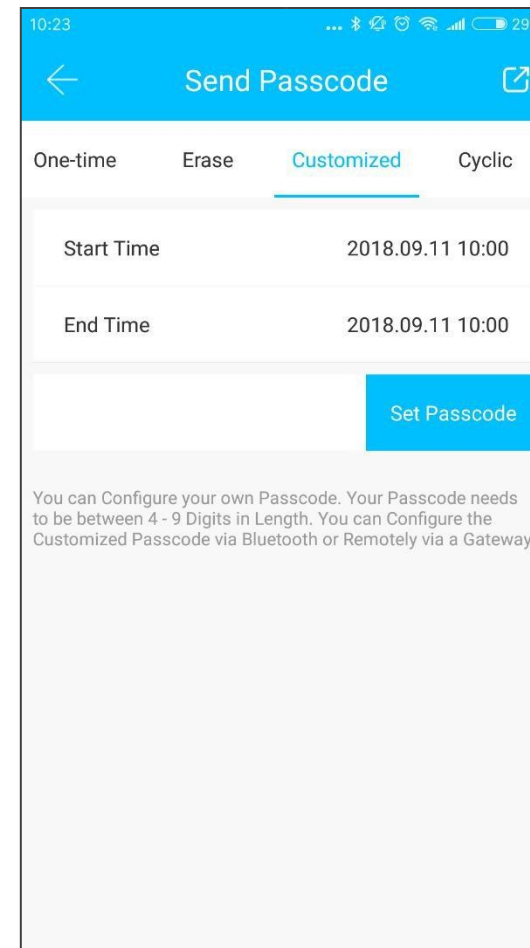 10:23 ... 29
Send Passcode
One-time Erase Customized Cyclic
Start Time 2018.09.11 10:00
End Time 2018.09.11 10:00
Set Passcode
You can Configure your own Passcode. Your Passcode needs
to be between 4 - 9 Digits in Length. You can Configure the
Customized Passcode via Bluetooth or Remotely via a Gateway